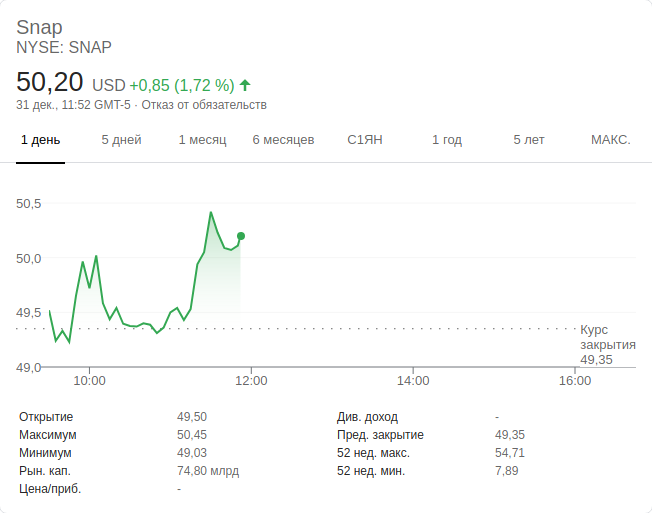 Snap
NYSE: SNAP
50,20 USD +0,85 (1,72 %)
31 дек., 11:52 GMT-5 · Отказ от обязательств
1 день 5 дней 1 месяц 6 месяцев С1ЯН 1 год 5 лет МАКС.
50,5
50,0
49,5
49,0
Курс
закрытия
49,35
10:00 12:00 14:00 16:00
Открытие 49,50 Див. доход -
Максимум 50,45 Пред. закрытие 49,35
Минимум 49,03 52 нед. макс. 54,71
Рын. кап. 74,80 млрд 52 нед. мин. 7,89
Цена/приб. -